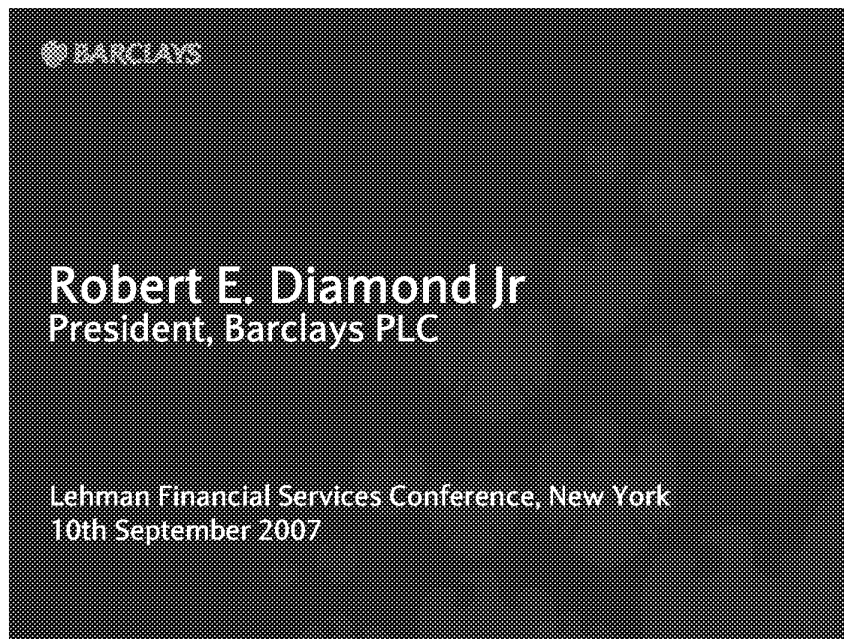 BARCLAYS
Robert E. Diamond Jr
President, Barclays PLC
Lehman Financial Services Conference, New York
10th September 2007